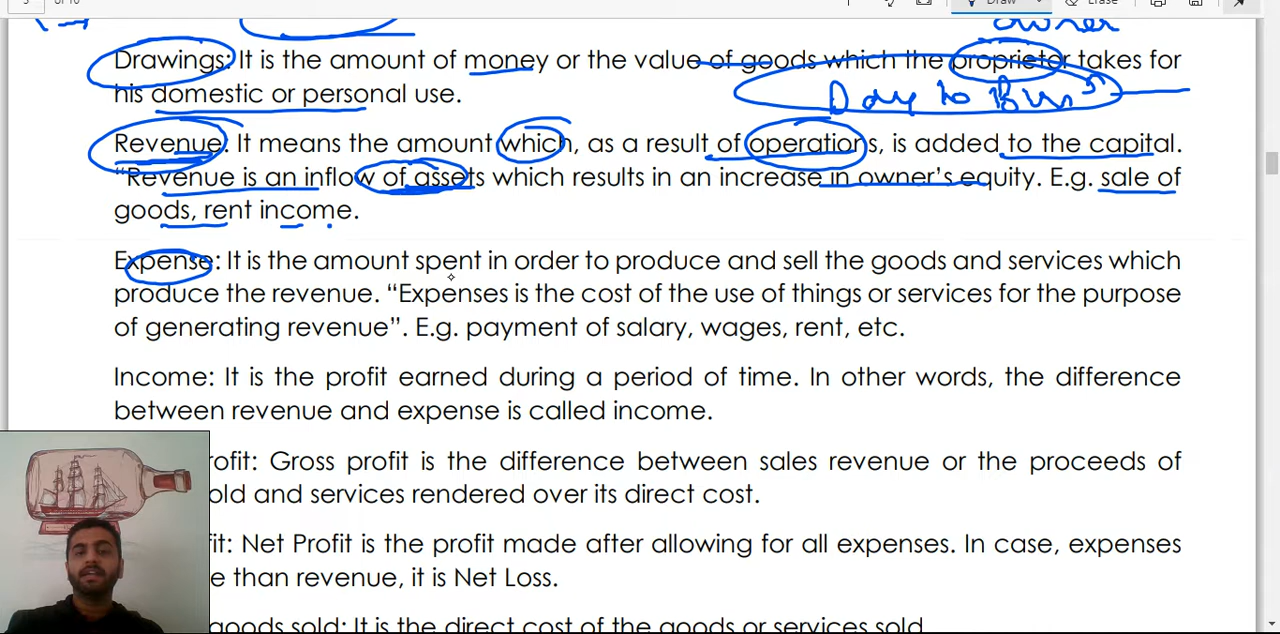 of 10
Draw
Erase
owner
Drawings: It is the amount of money or the value of goods which the proprietor takes for
his domestic or personal use.
Day to
Revenue: It means the amount which, as a result of operations, is added to the capital.
"Revenue is an inflow of assets which results in an increase in owner's equity. E.g. sale of
goods, rent income.
Expense: It is the amount spent in order to produce and sell the goods and services which
produce the revenue. “Expenses is the cost of the use of things or services for the purpose
of generating revenue”. E.g. payment of salary, wages, rent, etc.
Income: It is the profit earned during a period of time. In other words, the difference
between revenue and expense is called income.
rofit: Gross profit is the difference between sales revenue or the proceeds of
old and services rendered over its direct cost.
fit: Net Profit is the profit made after allowing for all expenses. In case, expenses
e than revenue, it is Net Loss.
goods sold: It is the direct cost of the goods or services sold